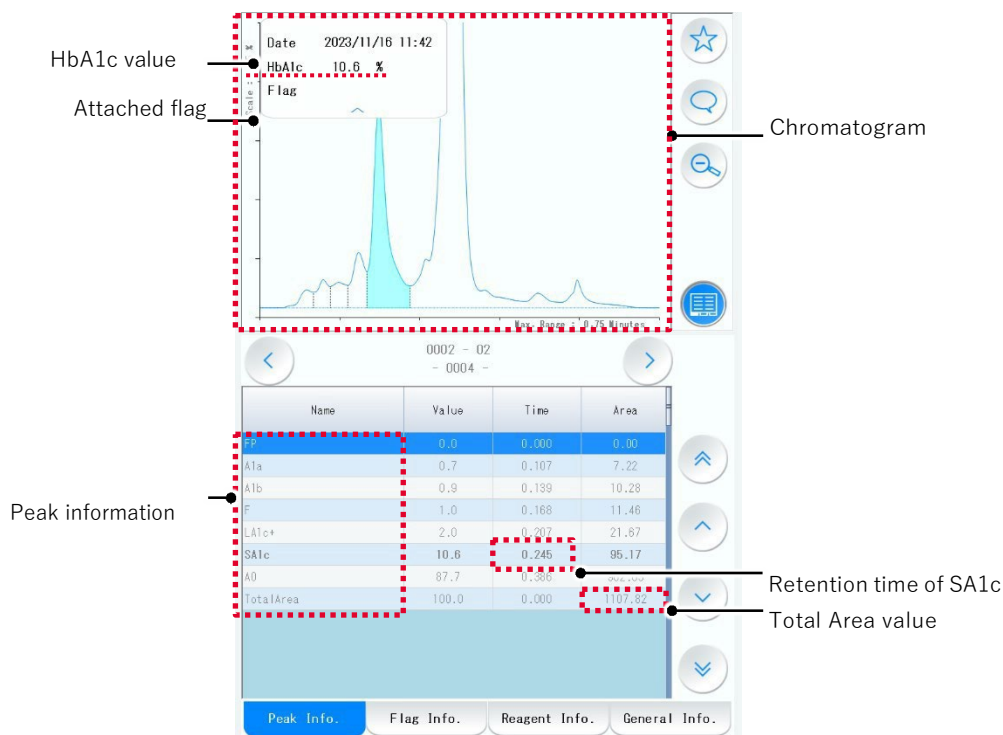 Scale : %
Date 2023/11/16 11:42
HbA1c value
HbA1c 10.6 %
Flag
Attached flag
Chromatogram
Max. Range : 0.75 Minutes
0002 - 02
- 0004 -
Name Value Time Area
FP 0.0 0.000 0.00
A1a 0.7 0.107 7.22
A1b 0.9 0.139 10.28
F 1.0 0.168 11.46
Peak information
LA1c+ 2.0 0.207 21.67
SA1c 10.6 0.245 95.17
A0 87.7 0.386
Retention time of SA1c
TotalArea 100.0 0.000 1107.82
Total Area value
Peak Info. Flag Info. Reagent Info. General Info.